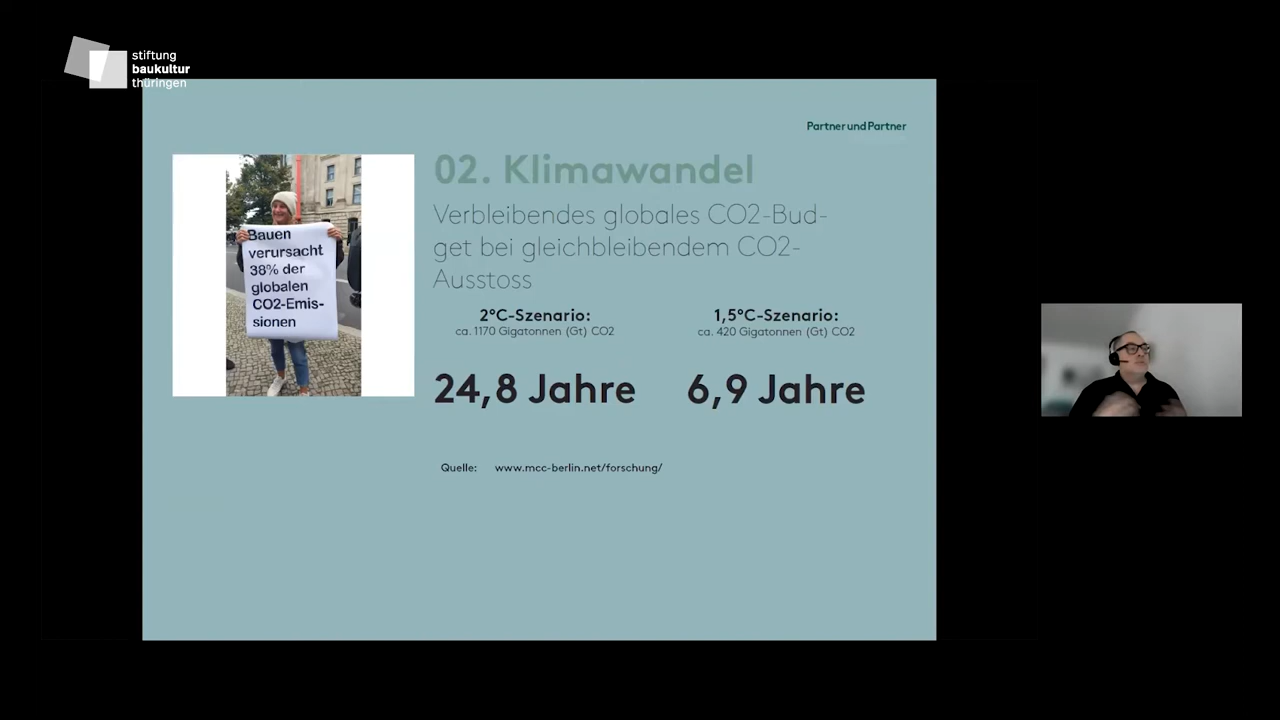 stiftung
baukultur
thüringen
Partner und Partner
02. Klimawandel
Verbleibendes globales CO2-Bud-
get bei gleichbleibendem CO2-
Ausstoss
Bauen
verursacht
38% der
globalen
CO2-Emis-
sionen
2°C-Szenario:
ca. 1170 Gigatonnen (Gt) CO2
24,8 Jahre
1,5°C-Szenario:
ca. 420 Gigatonnen (Gt) CO2
6,9 Jahre
Quelle: www.mcc-berlin.net/forschung/